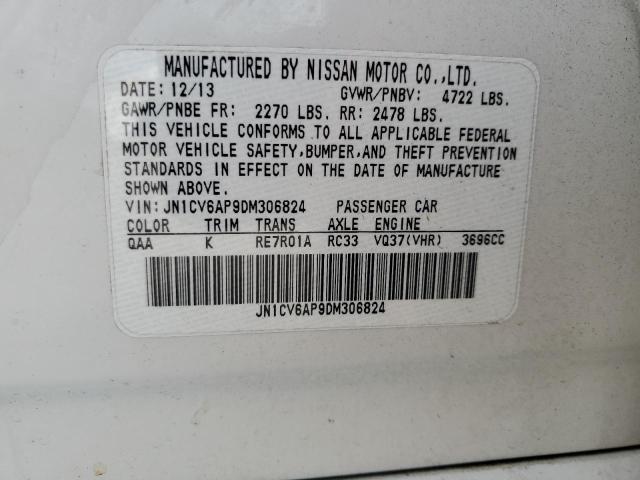 MANUFACTURED BY NISSAN MOTOR CO.,LTD.
DATE: 12/13 GVWR/PNBV: 4722 LBS.
GAWR/PNBE FR: 2270 LBS. RR: 2478 LBS.
THIS VEHICLE CONFORMS TO ALL APPLICABLE FEDERAL
MOTOR VEHICLE SAFETY,BUMPER,AND THEFT PREVENTION
STANDARDS IN EFFECT ON THE DATE OF MANUFACTURE
SHOWN ABOVE.
VIN: JN1CV6AP9DM306824 PASSENGER CAR
COLOR TRIM TRANS AXLE ENGINE
QAA K RE7R01A RC33 VQ37(VHR) 3696CC
JN1CV6AP9DM306824